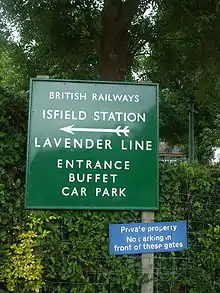 BRITISH RAILWAYS
ISFIELD STATION
LAVENDER LINE
ENTRANCE
BUFFET
CAR PARK
Private property
No parking in
front of these gates